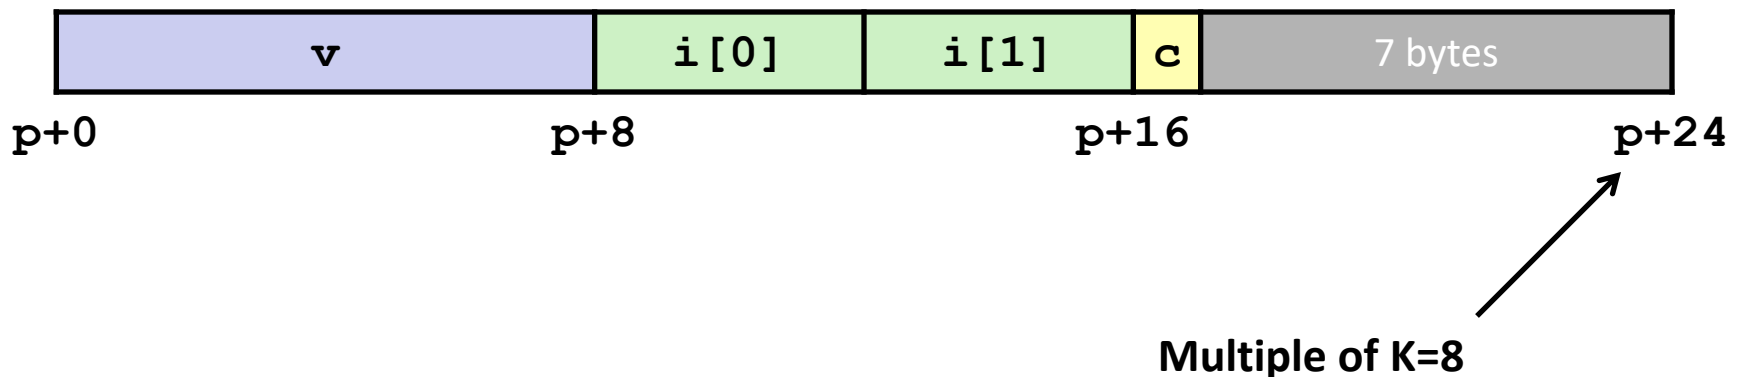 v i[0] i[1] c 7 bytes
p+0 p+8 p+16 p+24
Multiple of K=8